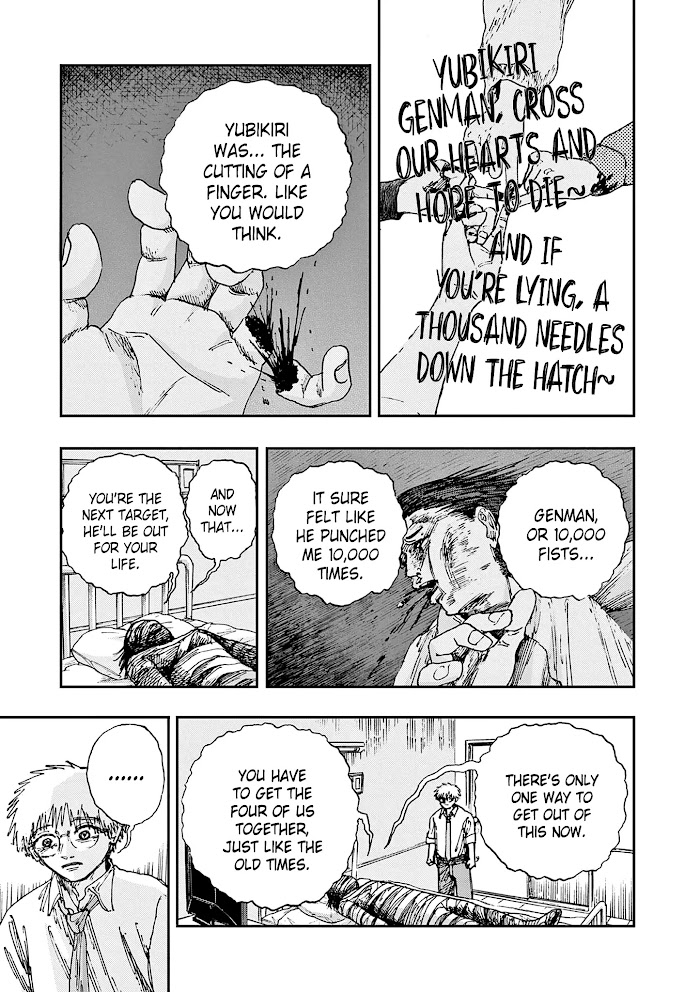 YUBIKIRI
GENMAN, CROSS
OUR HEARTS AND
HOPE TO DIE~
AND IF
YOU'RE LYING, A
THOUSAND NEEDLES
DOWN THE HATCH~
YUBIKIRI
WAS... THE
CUTTING OF A
FINGER. LIKE
YOU WOULD
THINK.
GENMAN,
OR 10,000
FISTS...
IT SURE
FELT LIKE
HE PUNCHED
ME 10,000
TIMES.
AND
NOW
THAT...
YOU'RE THE
NEXT TARGET,
HE'LL BE OUT
FOR YOUR
LIFE.
THERE'S ONLY
ONE WAY TO
GET OUT OF
THIS NOW.
YOU HAVE
TO GET THE
FOUR OF US
TOGETHER,
JUST LIKE THE
OLD TIMES.
......